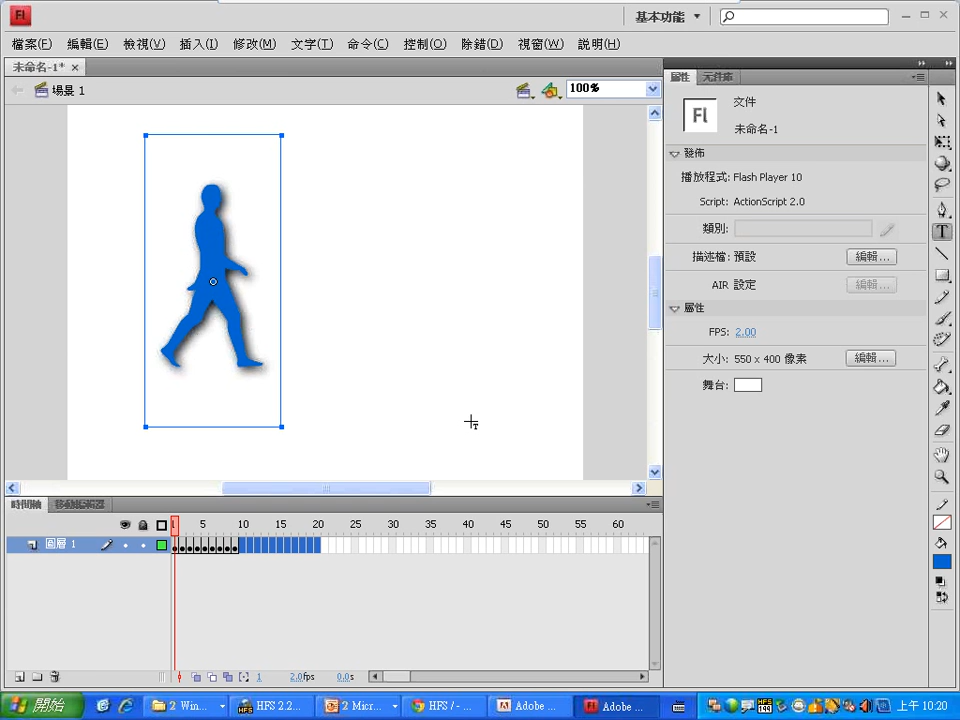 Fl
基本功能
檔案(F) 編輯(E) 檢視(V) 插入(I) 修改(M) 文字(T) 命令(C) 控制(O) 除錯(D) 視窗(W) 說明(H)
未命名-1*
場景 1
100%
屬性 元件庫
Fl
文件
未命名-1
發佈
播放程式: Flash Player 10
Script: ActionScript 2.0
類別:
描述檔: 預設
編輯...
AIR 設定
編輯...
屬性
FPS: 2.00
大小: 550 x 400 像素
編輯...
舞台:
時間軸 移動編輯器
1 5 10 15 20 25 30 35 40 45 50 55 60
圖層 1
1 2.0fps 0.0s
開始
2 Win...
HFS 2.2...
2 Micr...
HFS / - ...
Adobe ...
Adobe ...
上午 10:20